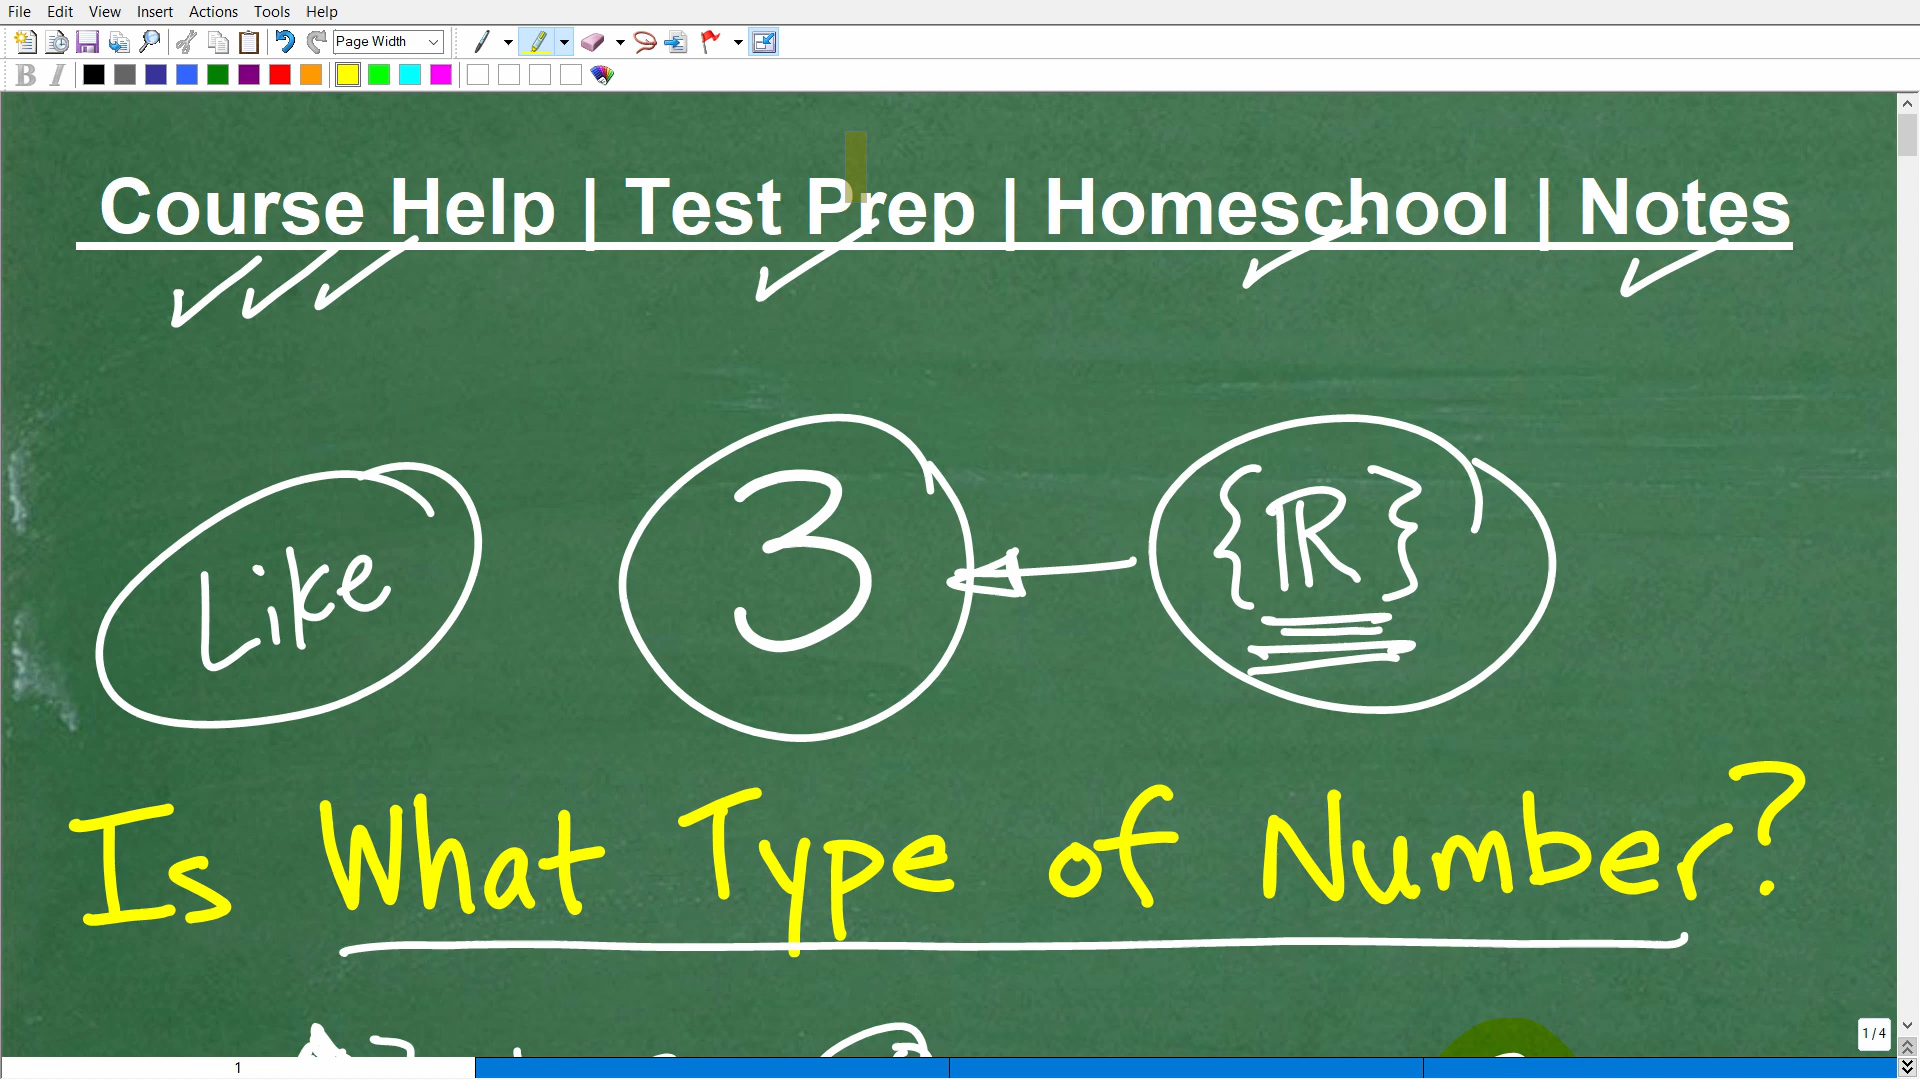 File Edit View Insert Actions Tools Help
Page Width
B I
Course Help | Test Prep | Homeschool | Notes
Like 3 {ℝ}
Is What Type of Number?
1 / 4
1